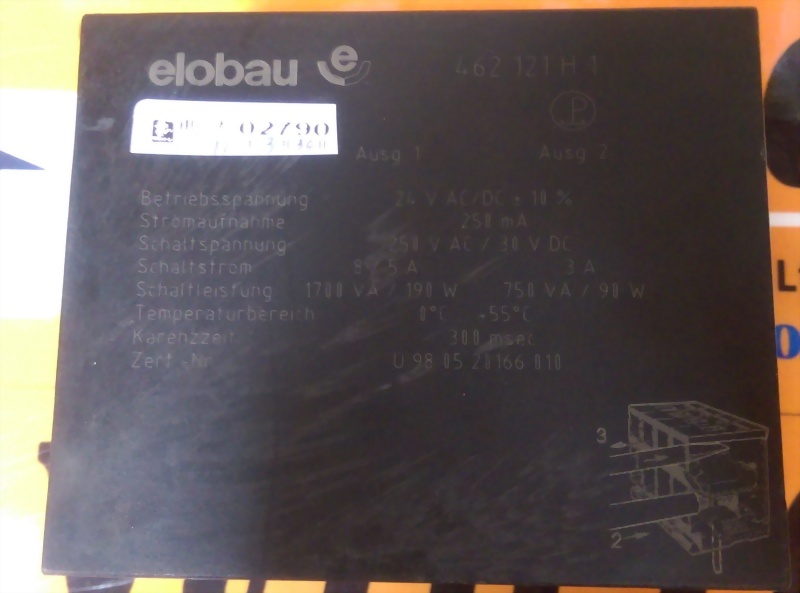 elobau e
462 121 H 1
02790
Ausg 1 Ausg 2
Betriebsspannung 24 V AC/DC ± 10 %
Stromaufnahme 250 mA
Schaltspannung 250 V AC / 30 V DC
Schaltstrom 8 / 5 A 3 A
Schaltleistung 1700 VA / 190 W 750 VA / 90 W
Temperaturbereich 0°C +55°C
Karenzzeit 300 msec
Zert.-Nr. U 98 05 20166 010
3
2